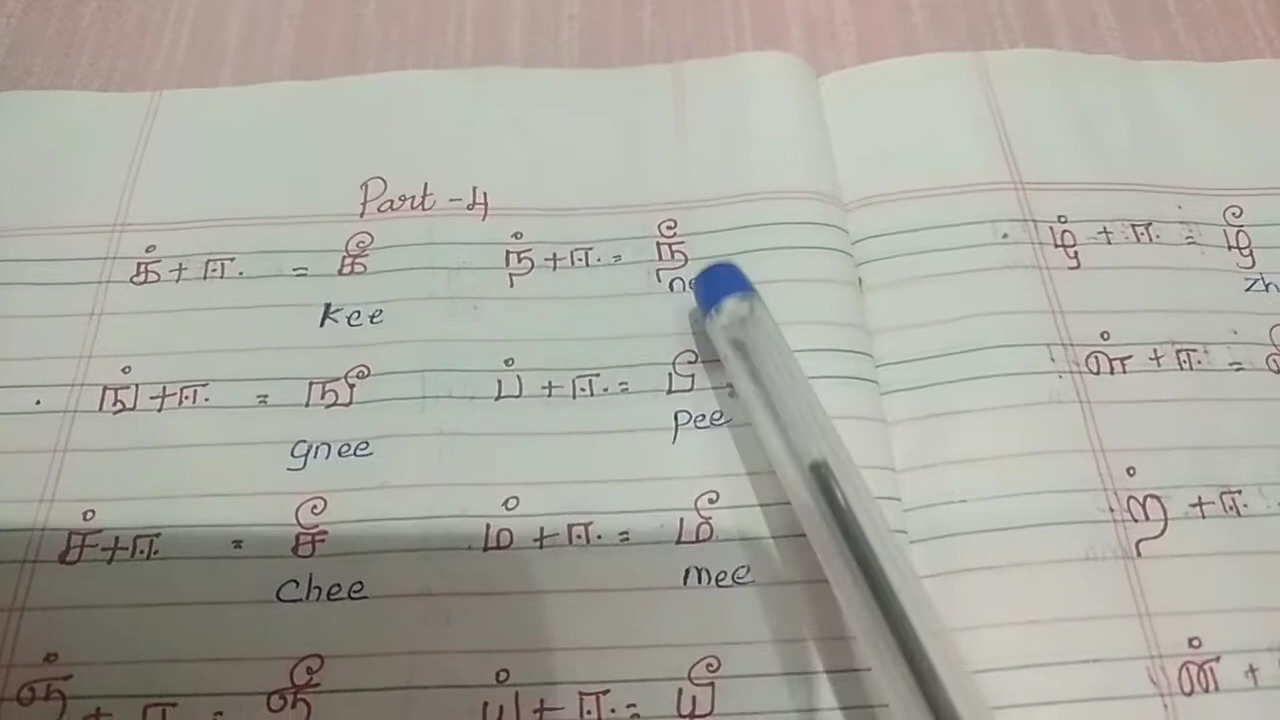 Part - 4
க் + ஈ = கீ ந் + ஈ = நீ ழ் + ஈ = ழீ
kee
ங் + ஈ = ஙீ ப் + ஈ = பீ ள் + ஈ =
gnee pee
ச் + ஈ = சீ ம் + ஈ = மீ ற் + ஈ
chee mee
ஞ் + ஈ = ஞீ ய் + ஈ = யீ ன் +